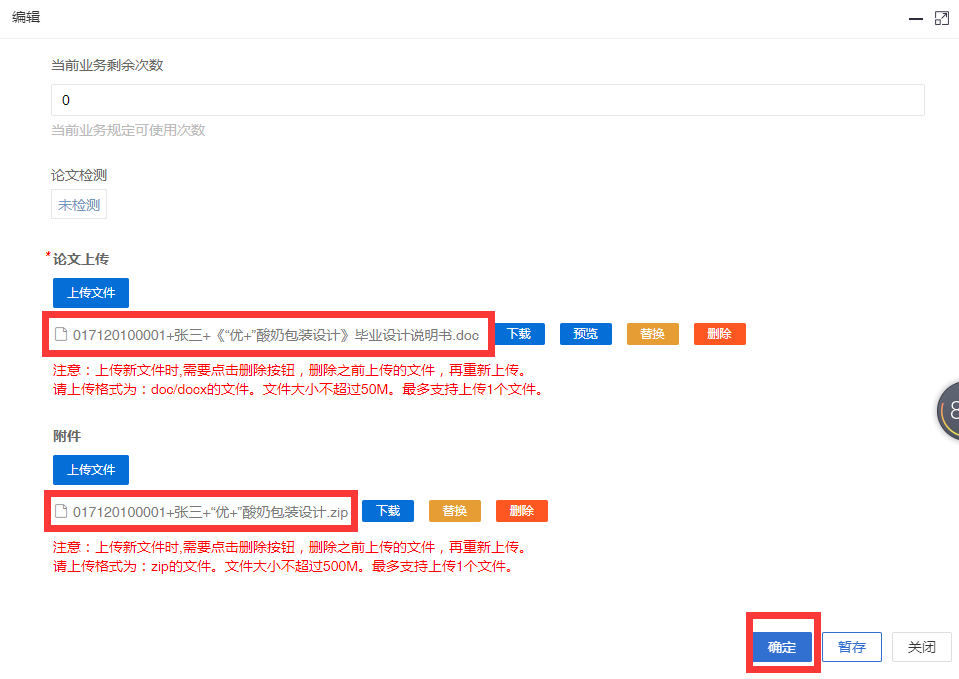 编辑
当前业务剩余次数
0
当前业务规定可使用次数
论文检测
未检测
*论文上传
上传文件
017120100001+张三+《“优+”酸奶包装设计》毕业设计说明书.doc 下载 预览 替换 删除
注意：上传新文件时,需要点击删除按钮，删除之前上传的文件，再重新上传。
请上传格式为：doc/docx的文件。文件大小不超过50M。最多支持上传1个文件。
附件
上传文件
017120100001+张三+“优+”酸奶包装设计.zip 下载 替换 删除
注意：上传新文件时,需要点击删除按钮，删除之前上传的文件，再重新上传。
请上传格式为：zip的文件。文件大小不超过500M。最多支持上传1个文件。
确定 暂存 关闭